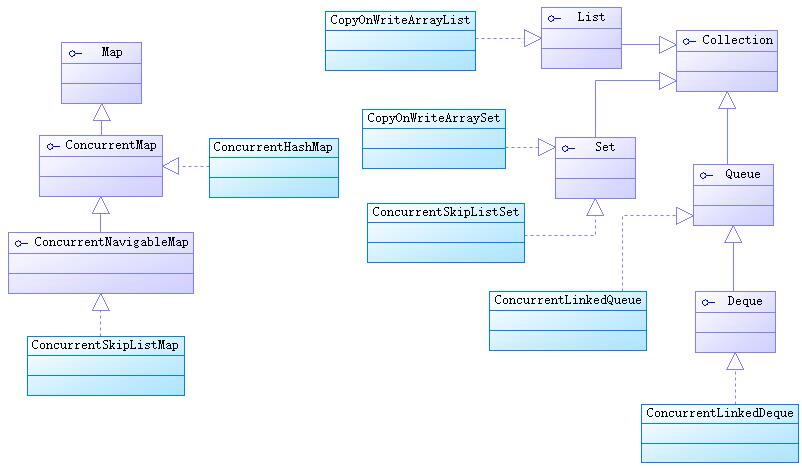 CopyOnWriteArrayList
List
Collection
Map
CopyOnWriteArraySet
ConcurrentMap
ConcurrentHashMap
Set
Queue
ConcurrentSkipListSet
ConcurrentNavigableMap
ConcurrentLinkedQueue
Deque
ConcurrentSkipListMap
ConcurrentLinkedDeque